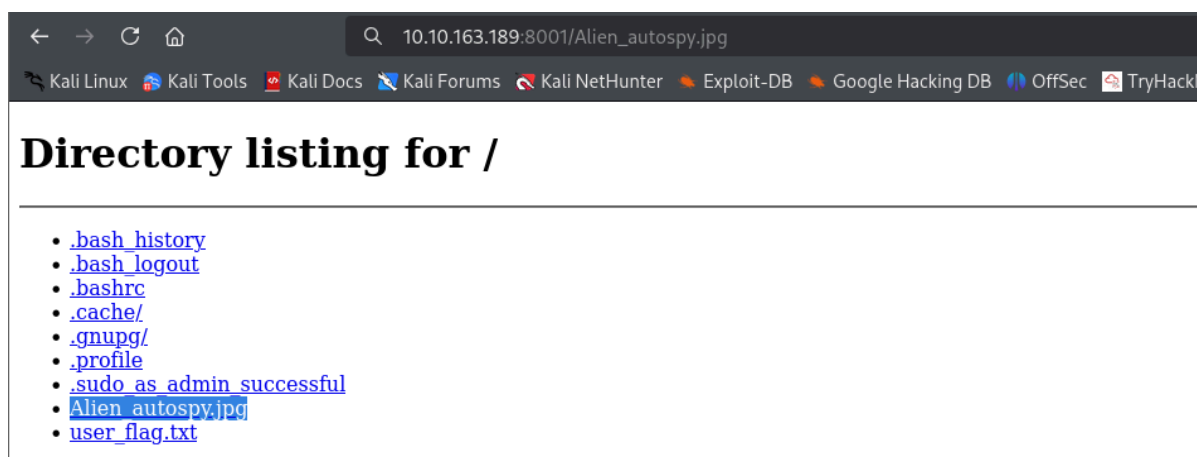 10.10.163.189:8001/Alien_autospy.jpg
Kali Linux Kali Tools Kali Docs Kali Forums Kali NetHunter Exploit-DB Google Hacking DB OffSec TryHackl
Directory listing for /
.bash_history
.bash_logout
.bashrc
.cache/
.gnupg/
.profile
.sudo_as_admin_successful
Alien_autospy.jpg
user_flag.txt